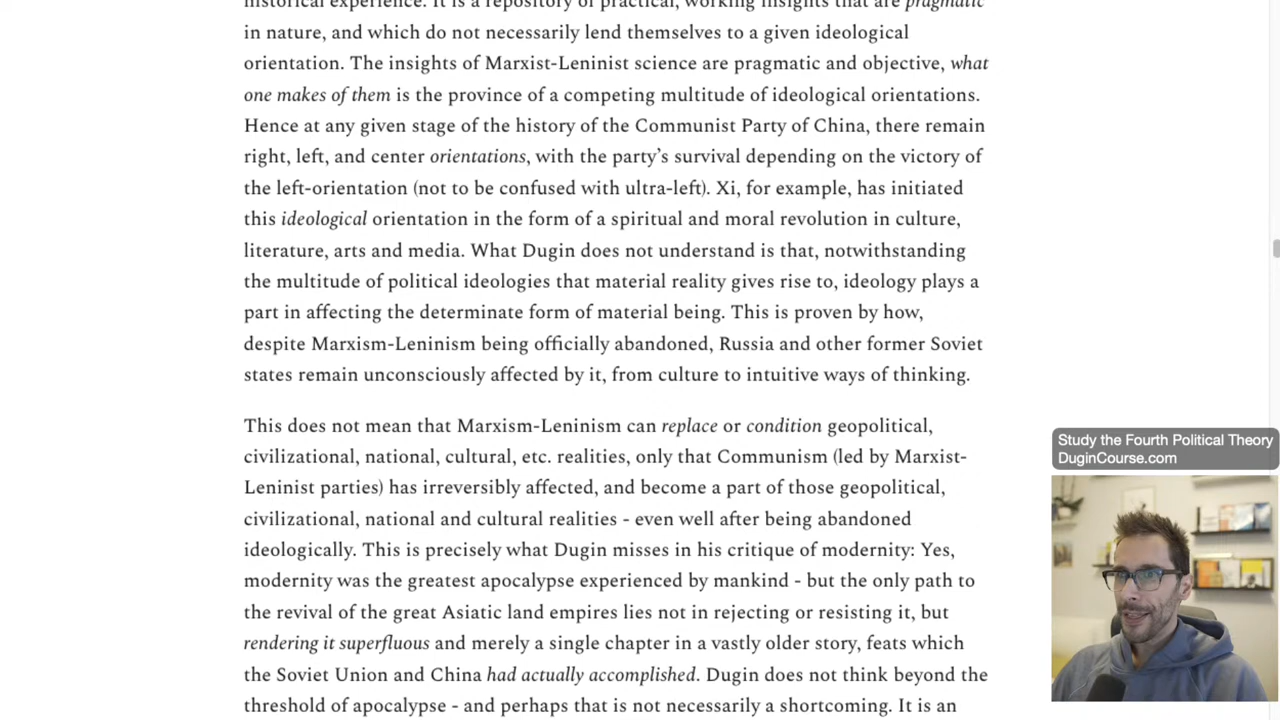 historical experience. It is a repository of practical, working insights that are pragmatic
in nature, and which do not necessarily lend themselves to a given ideological
orientation. The insights of Marxist-Leninist science are pragmatic and objective, what
one makes of them is the province of a competing multitude of ideological orientations.
Hence at any given stage of the history of the Communist Party of China, there remain
right, left, and center orientations, with the party’s survival depending on the victory of
the left-orientation (not to be confused with ultra-left). Xi, for example, has initiated
this ideological orientation in the form of a spiritual and moral revolution in culture,
literature, arts and media. What Dugin does not understand is that, notwithstanding
the multitude of political ideologies that material reality gives rise to, ideology plays a
part in affecting the determinate form of material being. This is proven by how,
despite Marxism-Leninism being officially abandoned, Russia and other former Soviet
states remain unconsciously affected by it, from culture to intuitive ways of thinking.
This does not mean that Marxism-Leninism can replace or condition geopolitical,
civilizational, national, cultural, etc. realities, only that Communism (led by Marxist-
Leninist parties) has irreversibly affected, and become a part of those geopolitical,
civilizational, national and cultural realities - even well after being abandoned
ideologically. This is precisely what Dugin misses in his critique of modernity: Yes,
modernity was the greatest apocalypse experienced by mankind - but the only path to
the revival of the great Asiatic land empires lies not in rejecting or resisting it, but
rendering it superfluous and merely a single chapter in a vastly older story, feats which
the Soviet Union and China had actually accomplished. Dugin does not think beyond the
threshold of apocalypse - and perhaps that is not necessarily a shortcoming. It is an
Study the Fourth Political Theory
DuginCourse.com